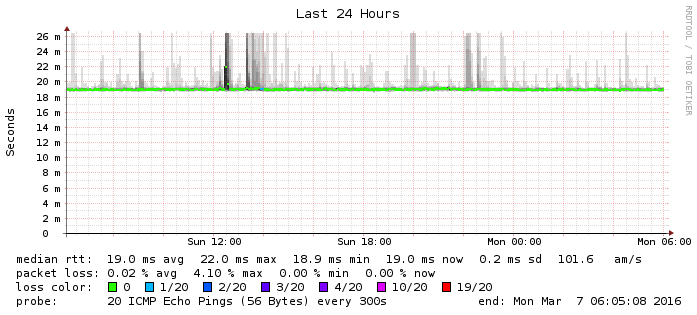 Last 24 Hours
RRDTOOL / TOBI OETIKER
Seconds
26 m
24 m
22 m
20 m
18 m
16 m
14 m
12 m
10 m
8 m
6 m
4 m
2 m
0
Sun 12:00 Sun 18:00 Mon 00:00 Mon 06:00
median rtt: 19.0 ms avg 22.0 ms max 18.9 ms min 19.0 ms now 0.2 ms sd 101.6 am/s
packet loss: 0.02 % avg 4.10 % max 0.00 % min 0.00 % now
loss color: 0 1/20 2/20 3/20 4/20 10/20 19/20
probe: 20 ICMP Echo Pings (56 Bytes) every 300s end: Mon Mar 7 06:05:08 2016